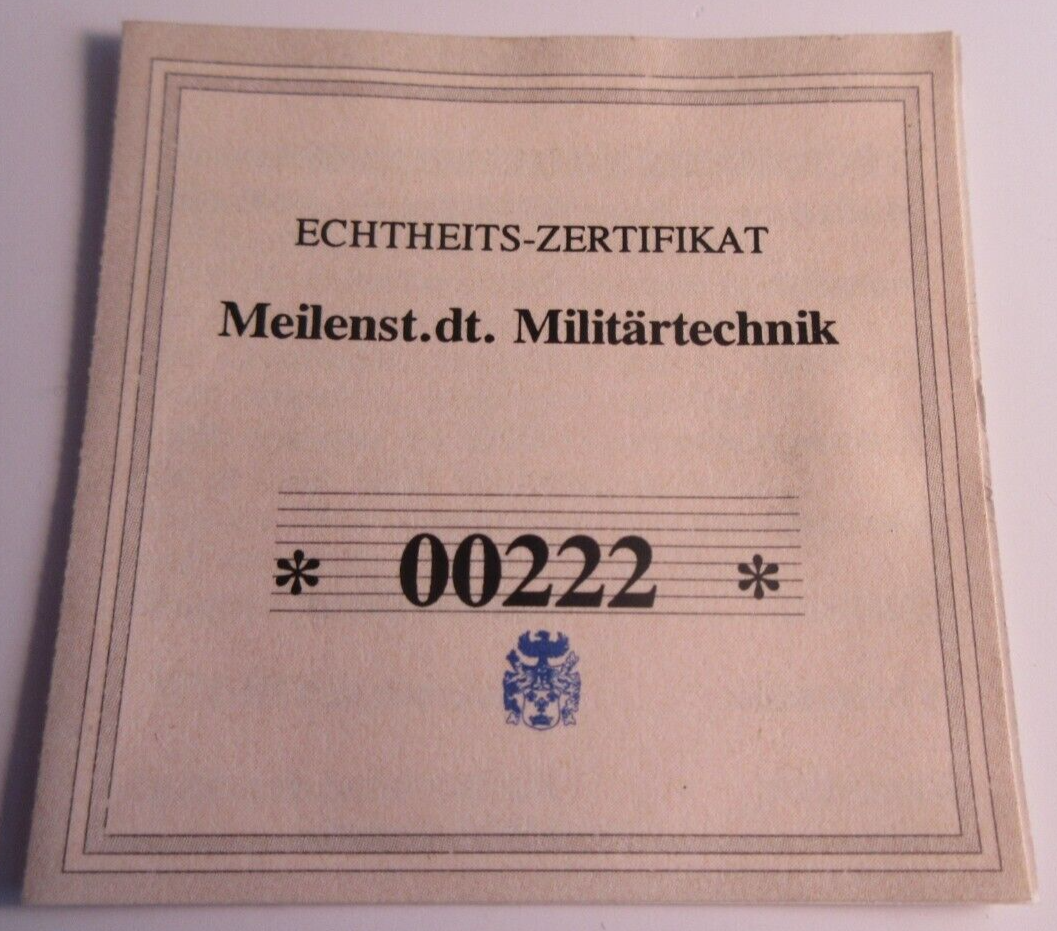 ECHTHEITS-ZERTIFIKAT
Meilenst.dt. Militärtechnik
* 00222 *